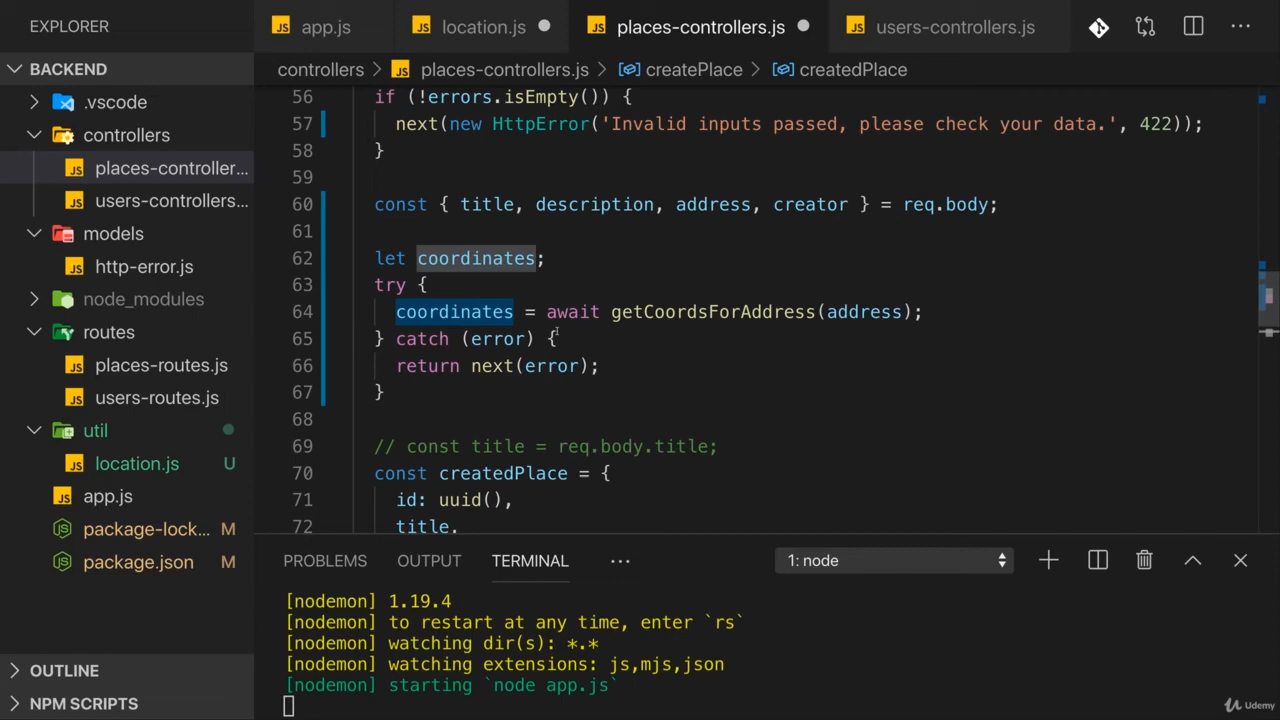 EXPLORER
app.js
location.js
places-controllers.js
users-controllers.js
BACKEND
controllers > places-controllers.js > createPlace > createdPlace
.vscode
controllers
places-controller...
users-controllers...
models
http-error.js
node_modules
routes
places-routes.js
users-routes.js
util
location.js U
app.js
package-lock... M
package.json M
OUTLINE
NPM SCRIPTS
56 if (!errors.isEmpty()) {
57 next(new HttpError('Invalid inputs passed, please check your data.', 422));
58 }
59
60 const { title, description, address, creator } = req.body;
61
62 let coordinates;
63 try {
64 coordinates = await getCoordsForAddress(address);
65 } catch (error) {
66 return next(error);
67 }
68
69 // const title = req.body.title;
70 const createdPlace = {
71 id: uuid(),
72 title,
PROBLEMS OUTPUT TERMINAL ... 1: node
[nodemon] 1.19.4
[nodemon] to restart at any time, enter `rs`
[nodemon] watching dir(s): *.*
[nodemon] watching extensions: js,mjs,json
[nodemon] starting `node app.js`
Udemy